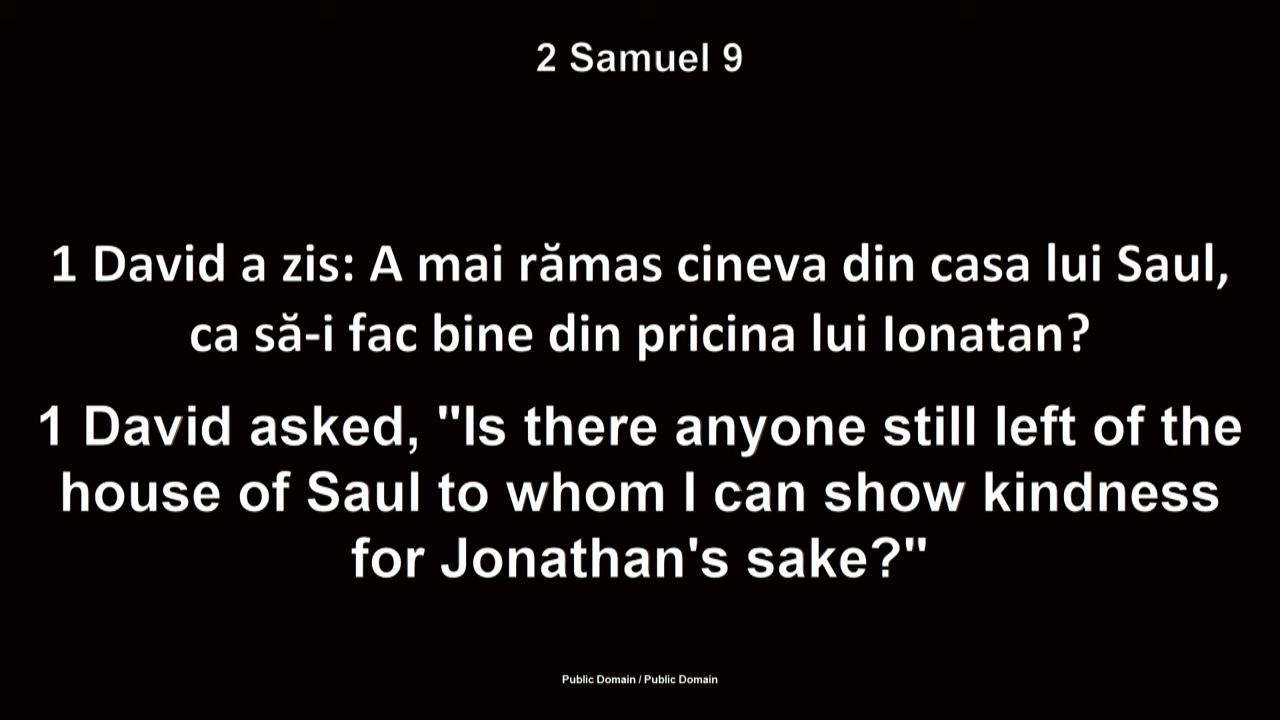 2 Samuel 9
1 David a zis: A mai rămas cineva din casa lui Saul,
ca să-i fac bine din pricina lui Ionatan?
1 David asked, "Is there anyone still left of the
house of Saul to whom I can show kindness
for Jonathan's sake?"
Public Domain / Public Domain